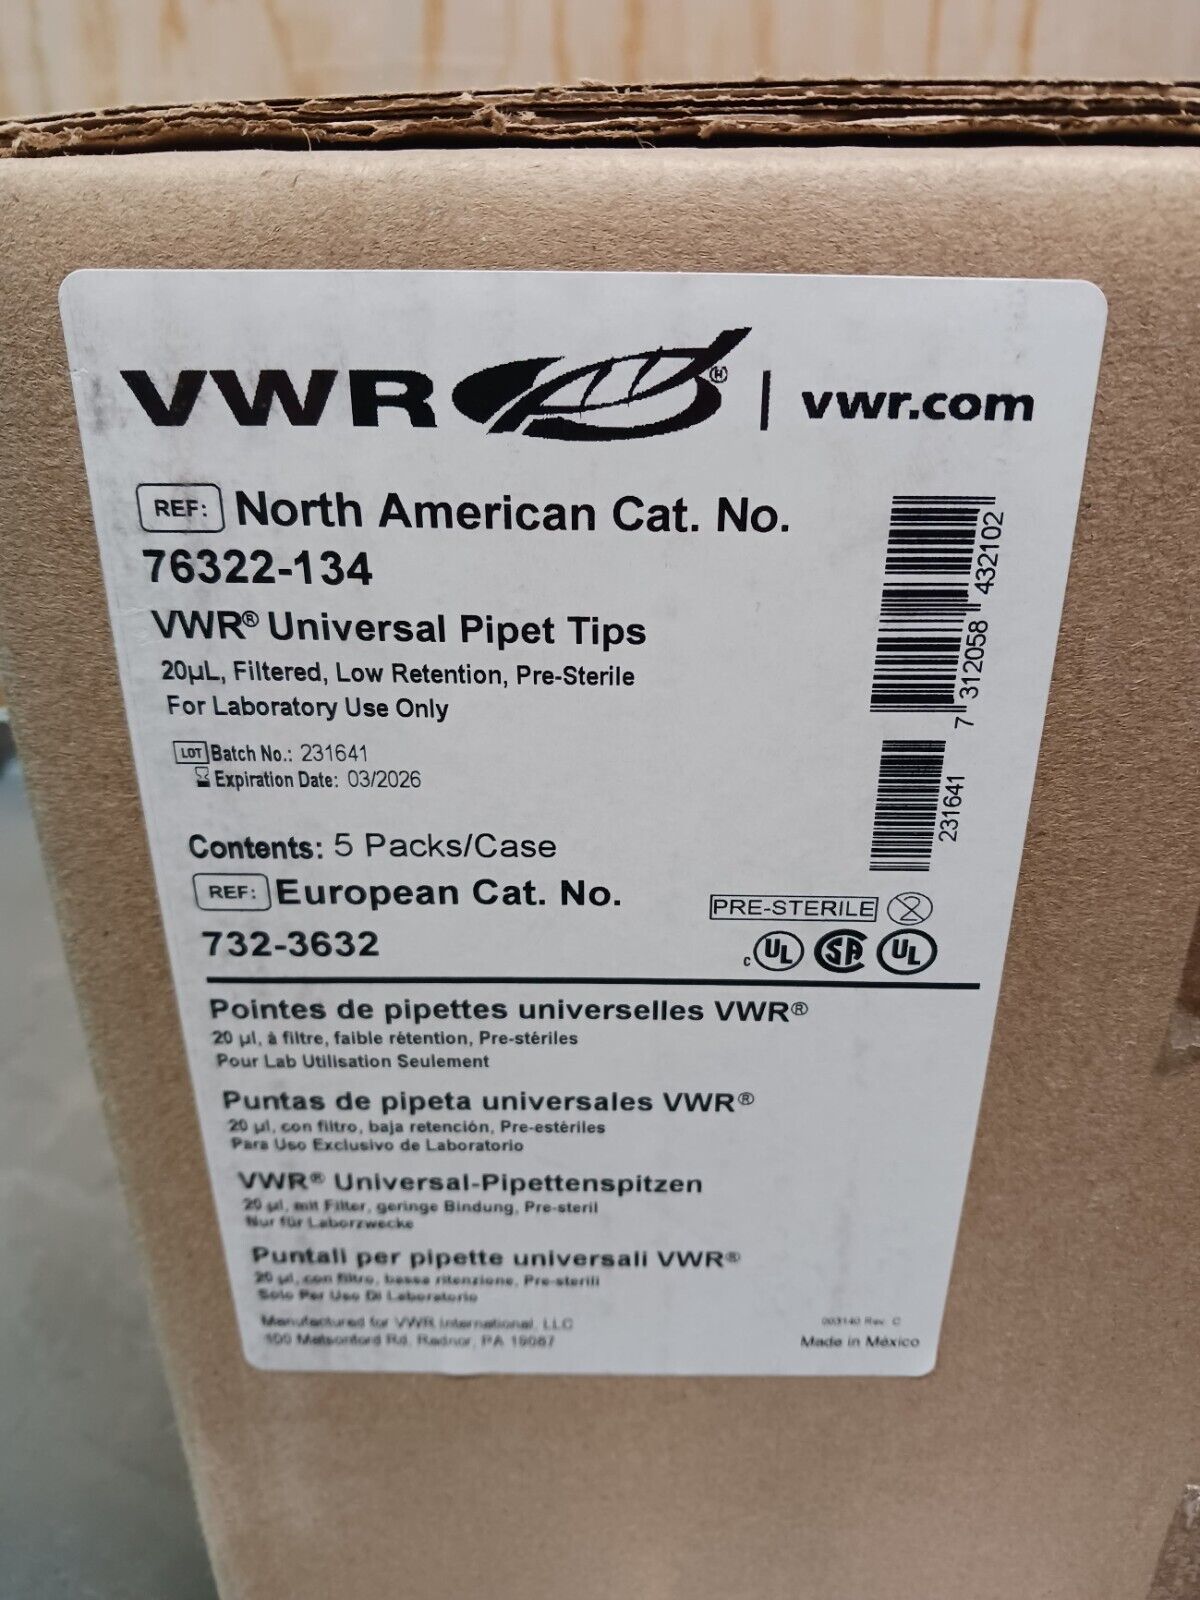 VWR® | vwr.com
REF: North American Cat. No.
76322-134
VWR® Universal Pipet Tips
20µL, Filtered, Low Retention, Pre-Sterile
For Laboratory Use Only
LOT Batch No.: 231641
Expiration Date: 03/2026
7 312058 432102
231641
Contents: 5 Packs/Case
REF: European Cat. No.
732-3632
PRE-STERILE 2
c UL SA UL
Pointes de pipettes universelles VWR®
20 µl, à filtre, faible rétention, Pre-stériles
Pour Lab Utilisation Seulement
Puntas de pipeta universales VWR®
20 µl, con filtro, baja retención, Pre-estériles
Para Uso Exclusivo de Laboratorio
VWR® Universal-Pipettenspitzen
20 µl, mit Filter, geringe Bindung, Pre-steril
Nur für Laborzwecke
Puntali per pipette universali VWR®
20 µl, con filtro, bassa ritenzione, Pre-sterili
Solo Per Uso Di Laboratorio
Manufactured for VWR International, LLC
100 Matsonford Rd. Radnor, PA 19087
003140 Rev. C
Made in México